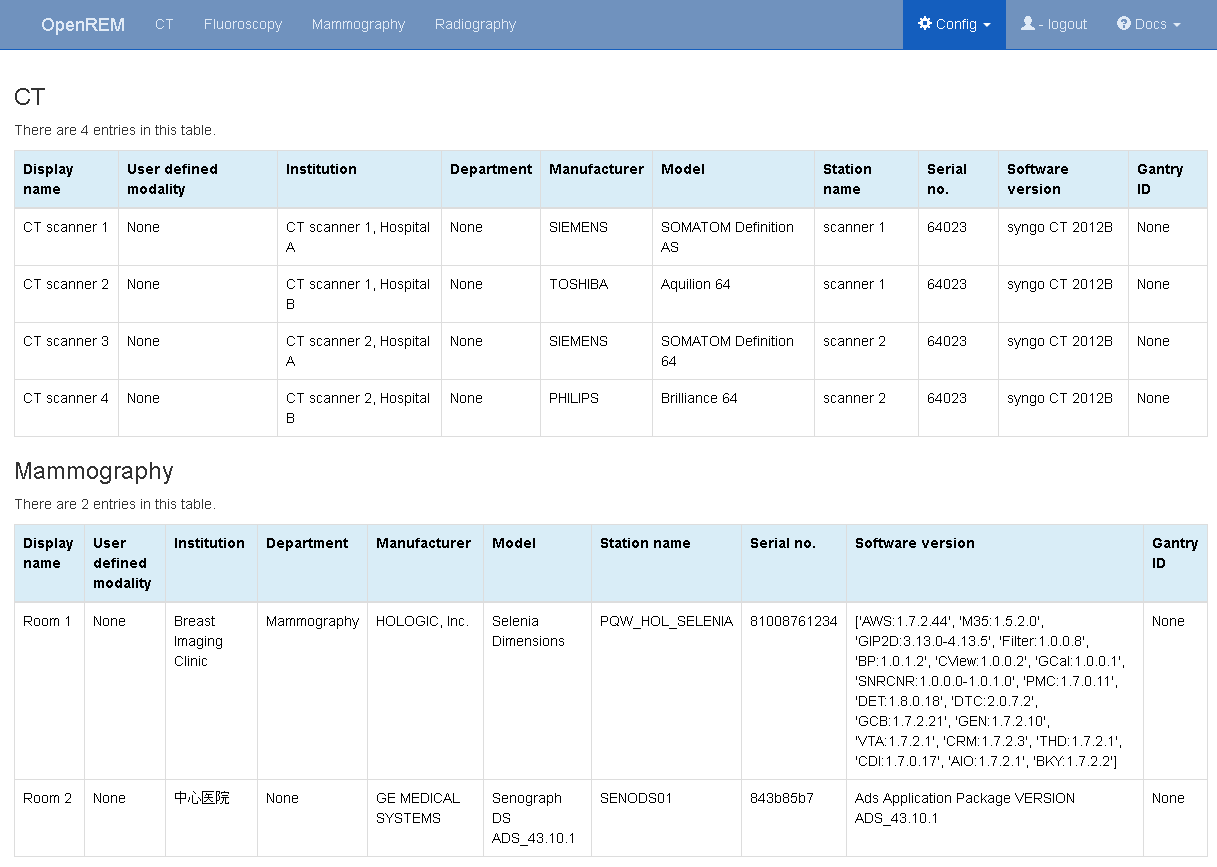 OpenREM CT Fluoroscopy Mammography Radiography Config - logout Docs
CT
There are 4 entries in this table.
Display name User defined modality Institution Department Manufacturer Model Station name Serial no. Software version Gantry ID
CT scanner 1 None CT scanner 1, Hospital A None SIEMENS SOMATOM Definition AS scanner 1 64023 syngo CT 2012B None
CT scanner 2 None CT scanner 1, Hospital B None TOSHIBA Aquilion 64 scanner 1 64023 syngo CT 2012B None
CT scanner 3 None CT scanner 2, Hospital A None SIEMENS SOMATOM Definition 64 scanner 2 64023 syngo CT 2012B None
CT scanner 4 None CT scanner 2, Hospital B None PHILIPS Brilliance 64 scanner 2 64023 syngo CT 2012B None
Mammography
There are 2 entries in this table.
Display name User defined modality Institution Department Manufacturer Model Station name Serial no. Software version Gantry ID
Room 1 None Breast Imaging Clinic Mammography HOLOGIC, Inc. Selenia Dimensions PQW_HOL_SELENIA 81008761234 ['AWS:1.7.2.44', 'M35:1.5.2.0', 'GIP2D:3.13.0-4.13.5', 'Filter:1.0.0.8', 'BP:1.0.1.2', 'CView:1.0.0.2', 'GCal:1.0.0.1', 'SNRCNR:1.0.0.0-1.0.1.0', 'PMC:1.7.0.11', 'DET:1.8.0.18', 'DTC:2.0.7.2', 'GCB:1.7.2.21', 'GEN:1.7.2.10', 'VTA:1.7.2.1', 'CRM:1.7.2.3', 'THD:1.7.2.1', 'CDI:1.7.0.17', 'AIO:1.7.2.1', 'BKY:1.7.2.2'] None
Room 2 None 中心医院 None GE MEDICAL SYSTEMS Senograph DS ADS_43.10.1 SENODS01 843b85b7 Ads Application Package VERSION ADS_43.10.1 None